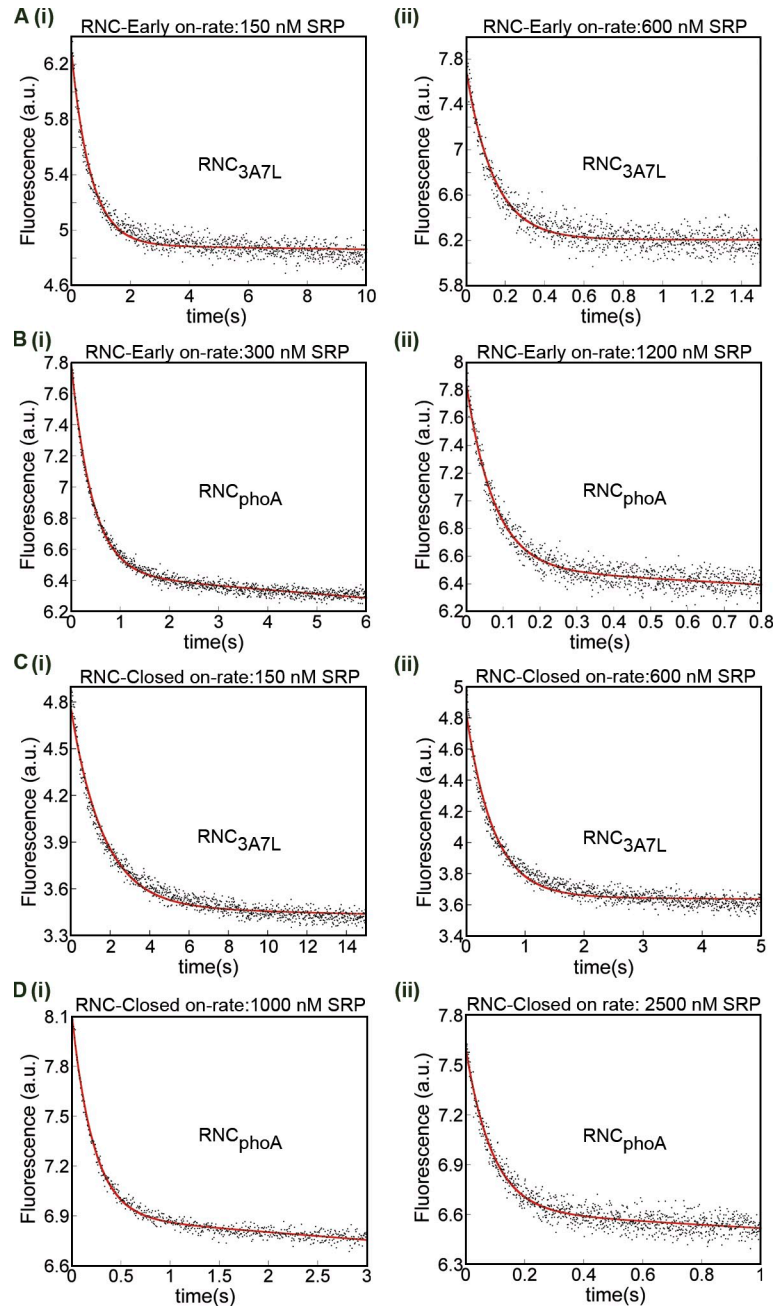 A (i)
RNC-Early on-rate:150 nM SRP
6.2
5.8
5.4
5
4.6
Fluorescence (a.u.)
RNC3A7L
0 2 4 6 8 10
time(s)
(ii)
RNC-Early on-rate:600 nM SRP
7.8
7.4
7
6.6
6.2
5.8
Fluorescence (a.u.)
RNC3A7L
0 0.2 0.4 0.6 0.8 1 1.2 1.4
time(s)
B (i)
RNC-Early on-rate:300 nM SRP
7.8
7.6
7.4
7.2
7
6.8
6.6
6.4
6.2
Fluorescence (a.u.)
RNCphoA
0 1 2 3 4 5 6
time(s)
(ii)
RNC-Early on-rate:1200 nM SRP
8
7.8
7.6
7.4
7.2
7
6.8
6.6
6.4
6.2
Fluorescence (a.u.)
RNCphoA
0 0.1 0.2 0.3 0.4 0.5 0.6 0.7 0.8
time(s)
C (i)
RNC-Closed on-rate:150 nM SRP
4.8
4.5
4.2
3.9
3.6
3.3
Fluorescence (a.u.)
RNC3A7L
0 2 4 6 8 10 12 14
time(s)
(ii)
RNC-Closed on-rate:600 nM SRP
5
4.8
4.6
4.4
4.2
4
3.8
3.6
3.4
Fluorescence (a.u.)
RNC3A7L
0 1 2 3 4 5
time(s)
D (i)
RNC-Closed on-rate:1000 nM SRP
8.1
7.8
7.5
7.2
6.9
6.6
Fluorescence (a.u.)
RNCphoA
0 0.5 1 1.5 2 2.5 3
time(s)
(ii)
RNC-Closed on rate: 2500 nM SRP
7.8
7.5
7.2
6.9
6.6
6.3
Fluorescence (a.u.)
RNCphoA
0 0.2 0.4 0.6 0.8 1
time(s)